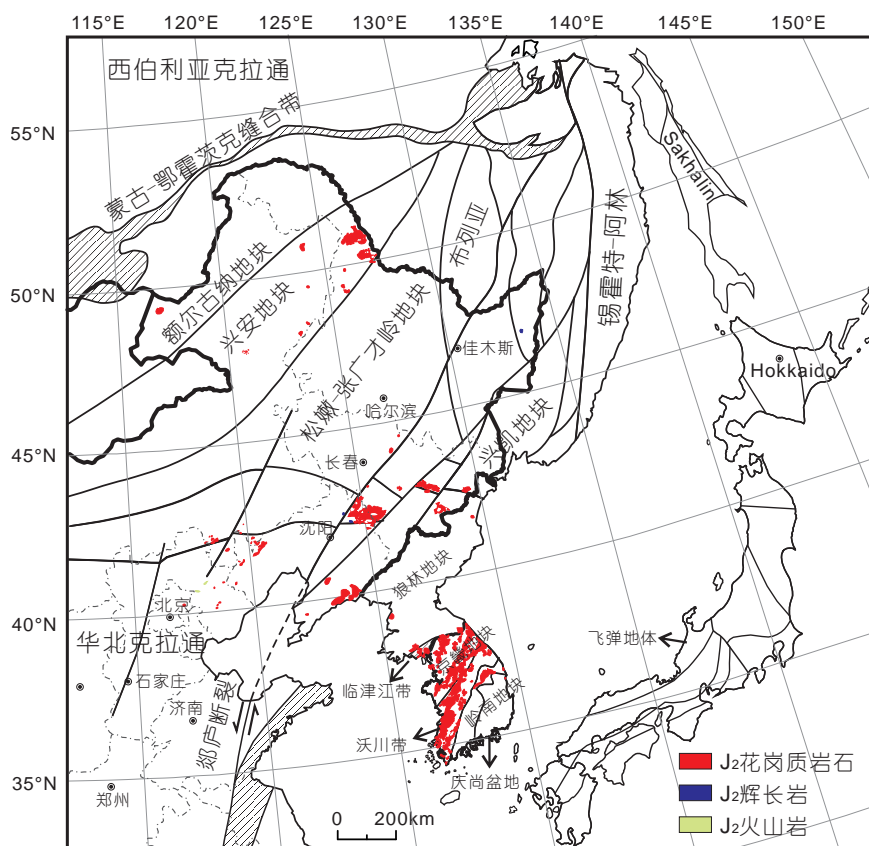 115°E 120°E 125°E 130°E 135°E 140°E 145°E 150°E
西伯利亚克拉通
55°N
蒙古-鄂霍茨克缝合带
Sakhalin
布列亚
锡霍特-阿林
50°N
额尔古纳地块
兴安地块
松嫩-张广才岭地块
佳木斯
Hokkaido
哈尔滨
兴凯地块
45°N
长春
沈阳
狼林地块
北京
40°N
华北克拉通
京畿地块
飞弹地体
石家庄
临津江带
岭南地块
济南
郯庐断裂
沃川带
庆尚盆地
35°N
郑州
0 200km
J2花岗质岩石
J2辉长岩
J2火山岩